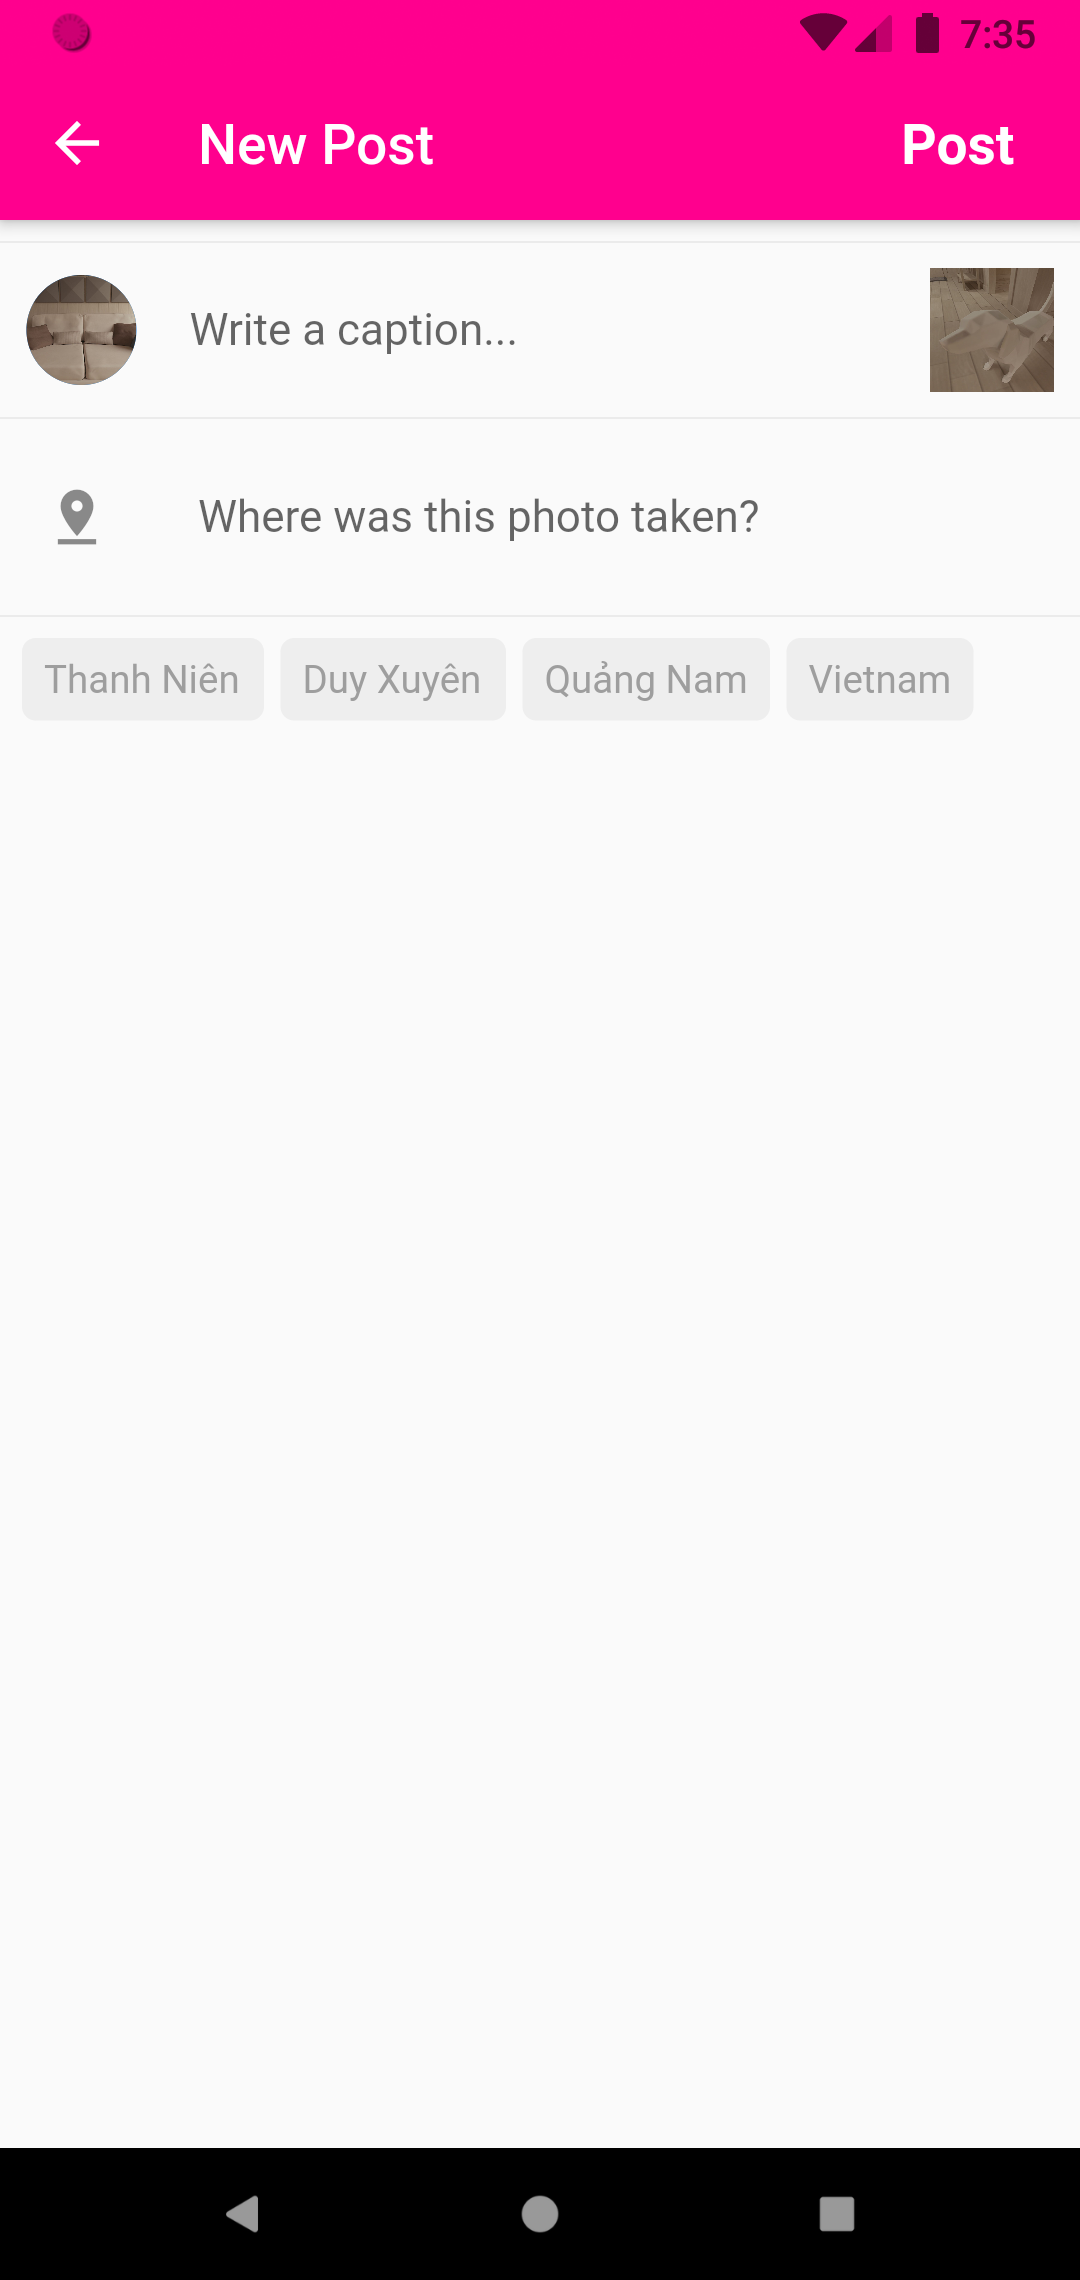 7:35
New Post Post
Write a caption...
Where was this photo taken?
Thanh Niên Duy Xuyên Quảng Nam Vietnam